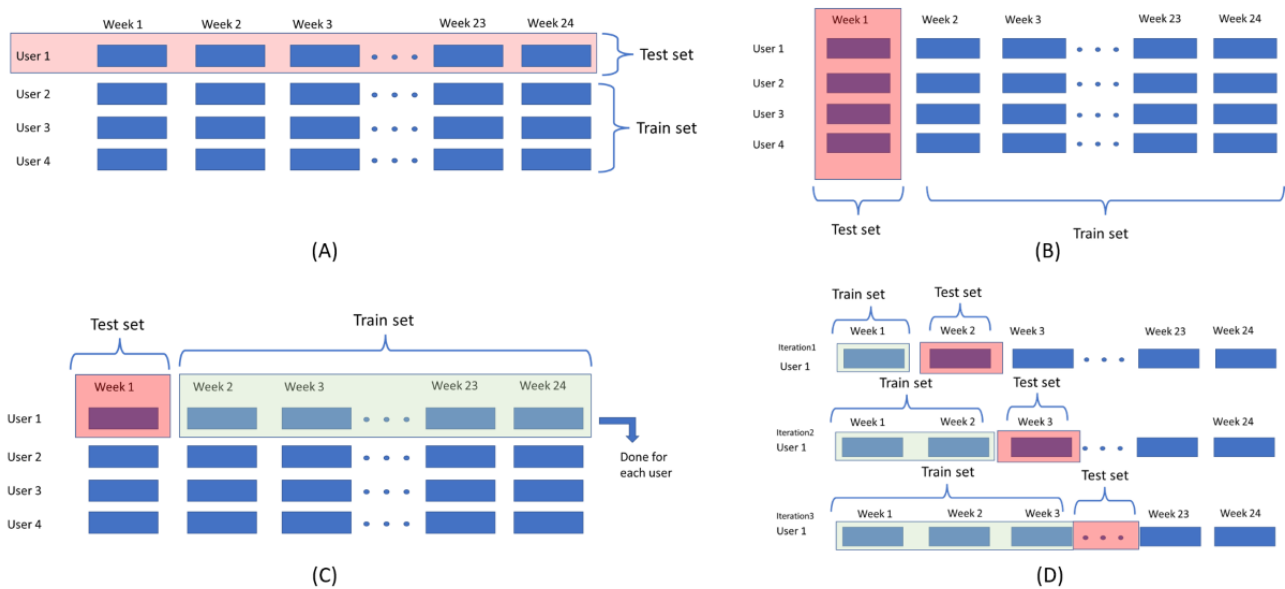 Week 1 Week 2 Week 3 Week 23 Week 24
User 1 Test set
User 2
User 3 Train set
User 4
(A)
Week 1 Week 2 Week 3 Week 23 Week 24
User 1
User 2
User 3
User 4
Test set Train set
(B)
Test set Train set
Week 1 Week 2 Week 3 Week 23 Week 24
User 1
User 2 Done for
each user
User 3
User 4
(C)
Train set Test set
Week 1 Week 2 Week 3 Week 23 Week 24
Iteration1
User 1
Train set Test set
Week 1 Week 2 Week 3 Week 24
Iteration2
User 1
Train set Test set
Week 1 Week 2 Week 3 Week 23 Week 24
Iteration3
User 1
(D)